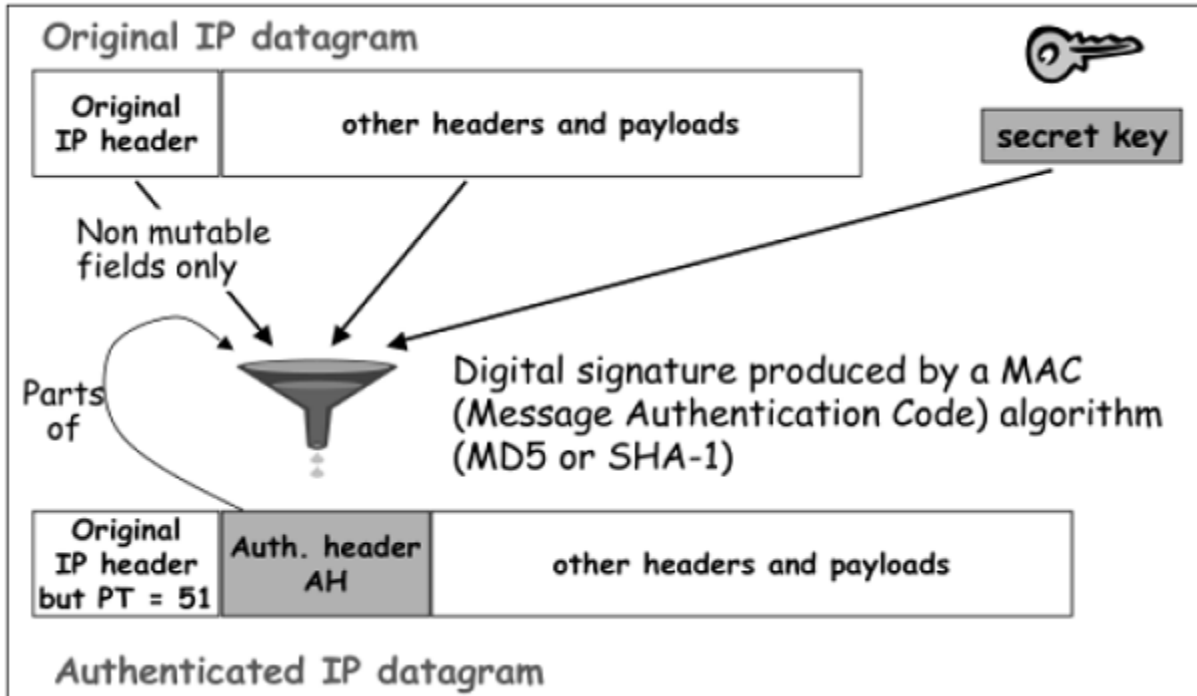 Original IP datagram
Original
IP header
other headers and payloads
secret key
Non mutable
fields only
Parts
of
Digital signature produced by a MAC
(Message Authentication Code) algorithm
(MD5 or SHA-1)
Original
IP header
but PT = 51
Auth. header
AH
other headers and payloads
Authenticated IP datagram